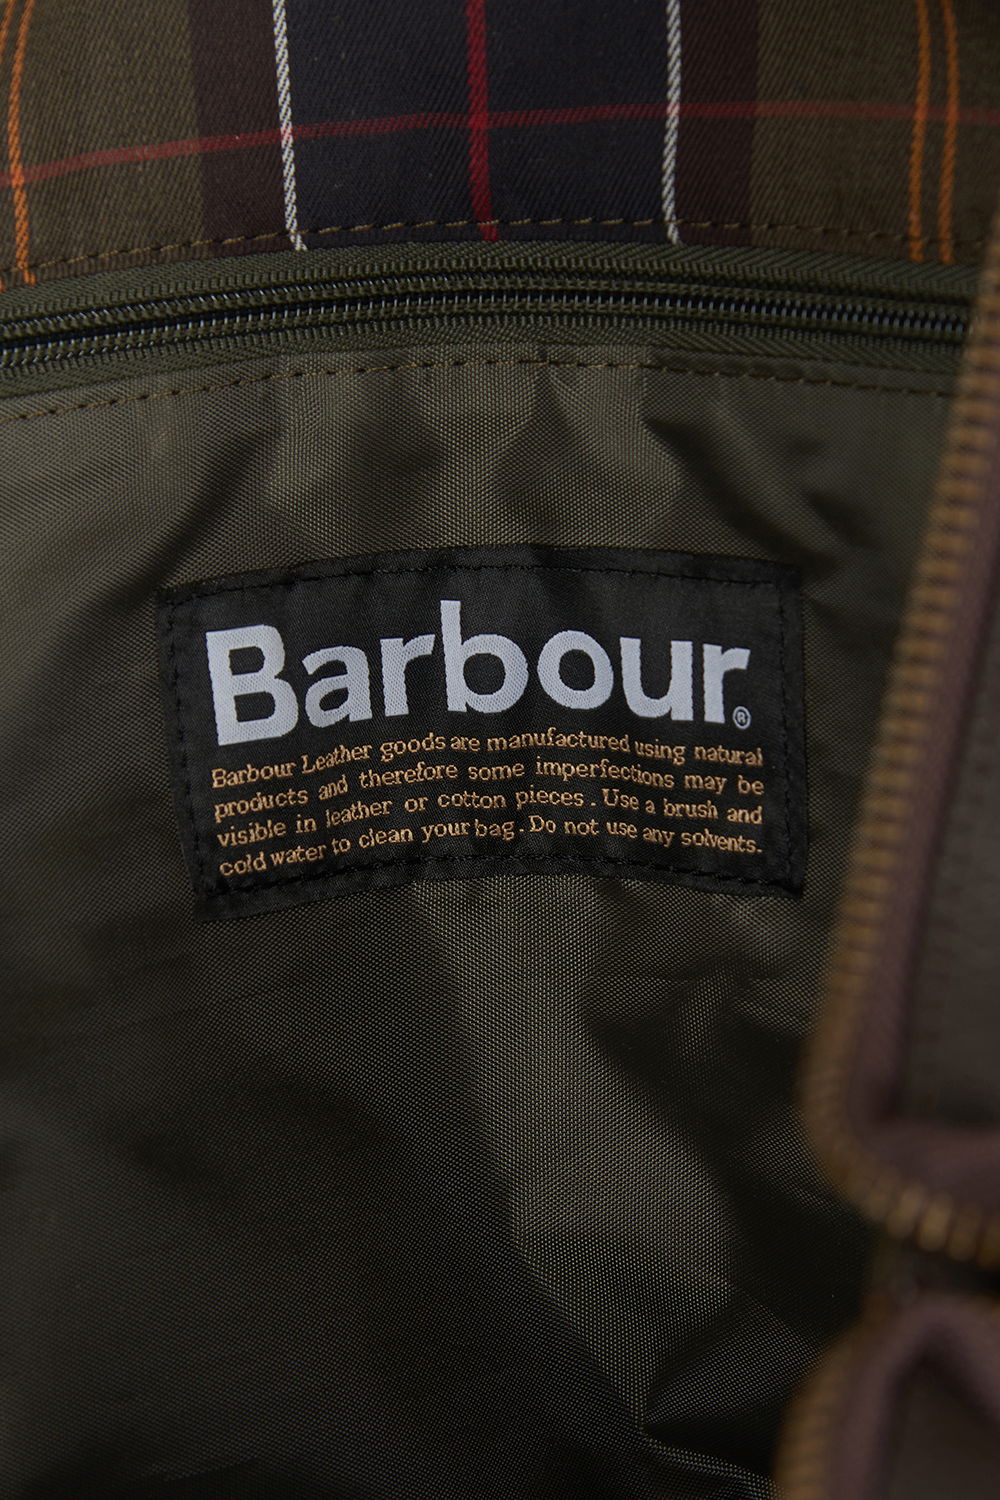 Barbour®
Barbour Leather goods are manufactured using natural
products and therefore some imperfections may be
visible in leather or cotton pieces. Use a brush and
cold water to clean your bag. Do not use any solvents.